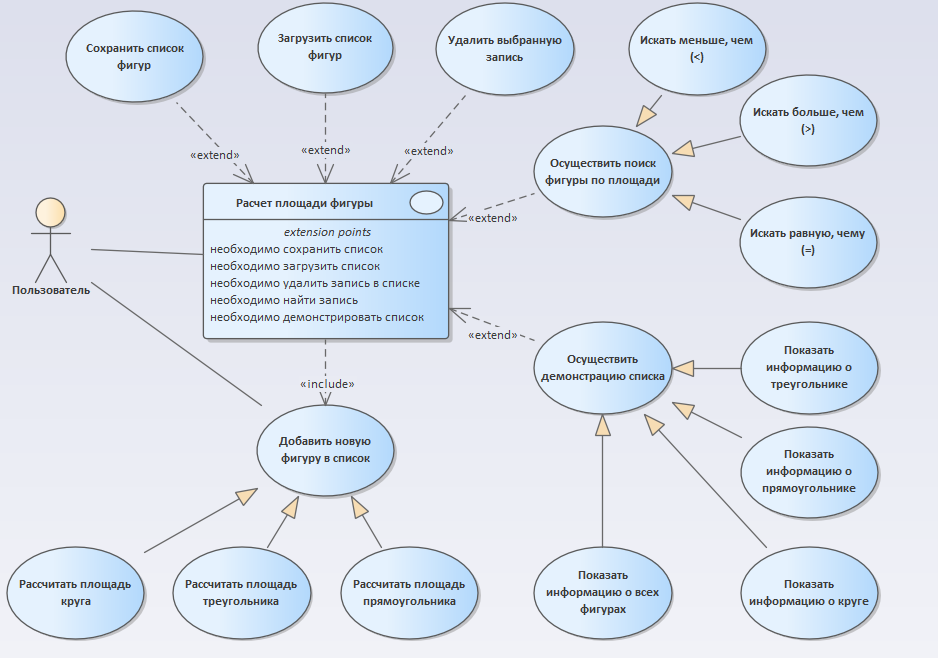 Сохранить список
фигур
Загрузить список
фигур
Удалить выбранную
запись
Искать меньше, чем
(<)
Искать больше, чем
(>)
«extend»
«extend»
«extend»
Осуществить поиск
фигуры по площади
Расчет площади фигуры
«extend»
extension points
необходимо сохранить список
необходимо загрузить список
необходимо удалить запись в списке
необходимо найти запись
необходимо демонстрировать список
Искать равную, чему
(=)
Пользователь
«extend»
Осуществить
демонстрацию списка
Показать
информацию о
треугольнике
«include»
Добавить новую
фигуру в список
Показать
информацию о
прямоугольнике
Рассчитать площадь
круга
Рассчитать площадь
треугольника
Рассчитать площадь
прямоугольника
Показать
информацию о всех
фигурах
Показать
информацию о круге